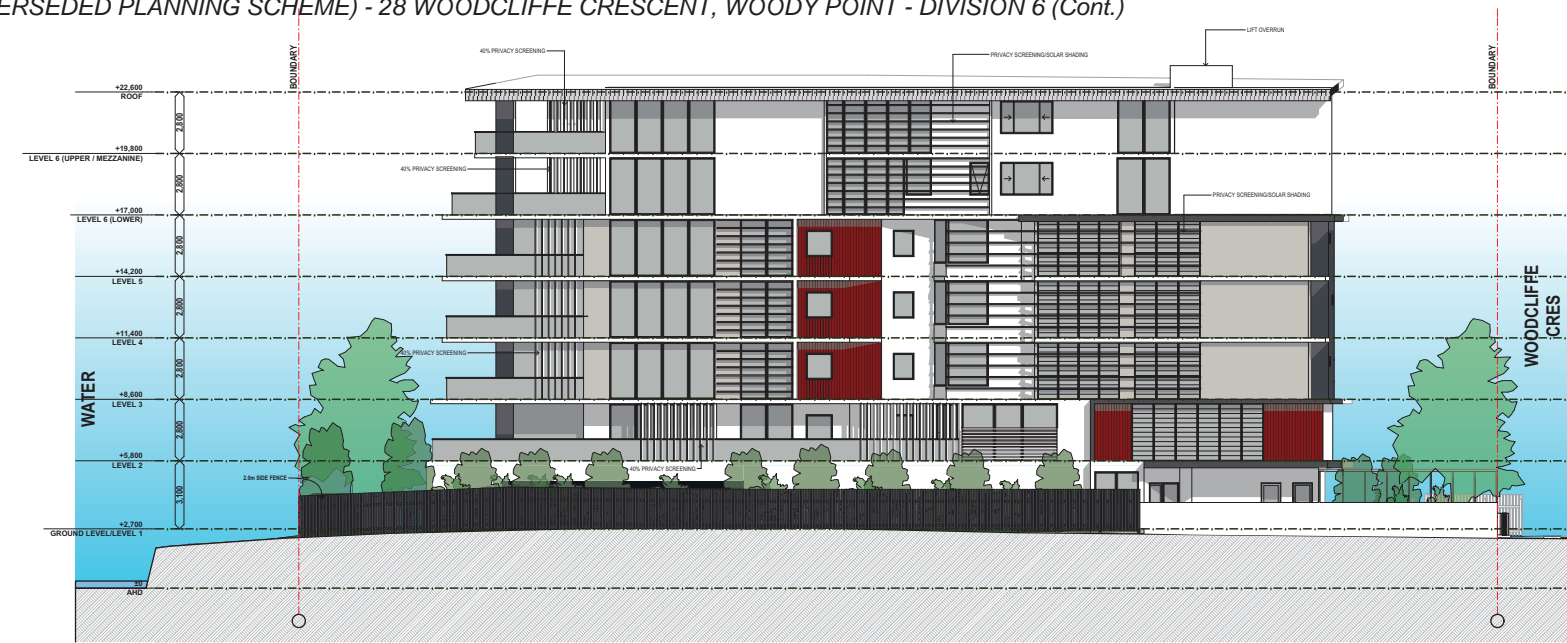 ERSEDED PLANNING SCHEME) - 28 WOODCLIFFE CRESCENT, WOODY POINT - DIVISION 6 (Cont.)
LIFT OVERRUN
40% PRIVACY SCREENING
PRIVACY SCREENING/SOLAR SHADING
BOUNDARY
BOUNDARY
+22,600
ROOF
2,800
+19,800
LEVEL 6 (UPPER / MEZZANINE)
40% PRIVACY SCREENING
2,800
PRIVACY SCREENING/SOLAR SHADING
+17,000
LEVEL 6 (LOWER)
2,800
+14,200
LEVEL 5
2,800
WOODCLIFFE
CRES
+11,400
LEVEL 4
40% PRIVACY SCREENING
2,800
WATER
+8,600
LEVEL 3
2,800
+5,800
LEVEL 2
40% PRIVACY SCREENING
2.0m SIDE FENCE
3,100
+2,700
GROUND LEVEL/LEVEL 1
±0
AHD